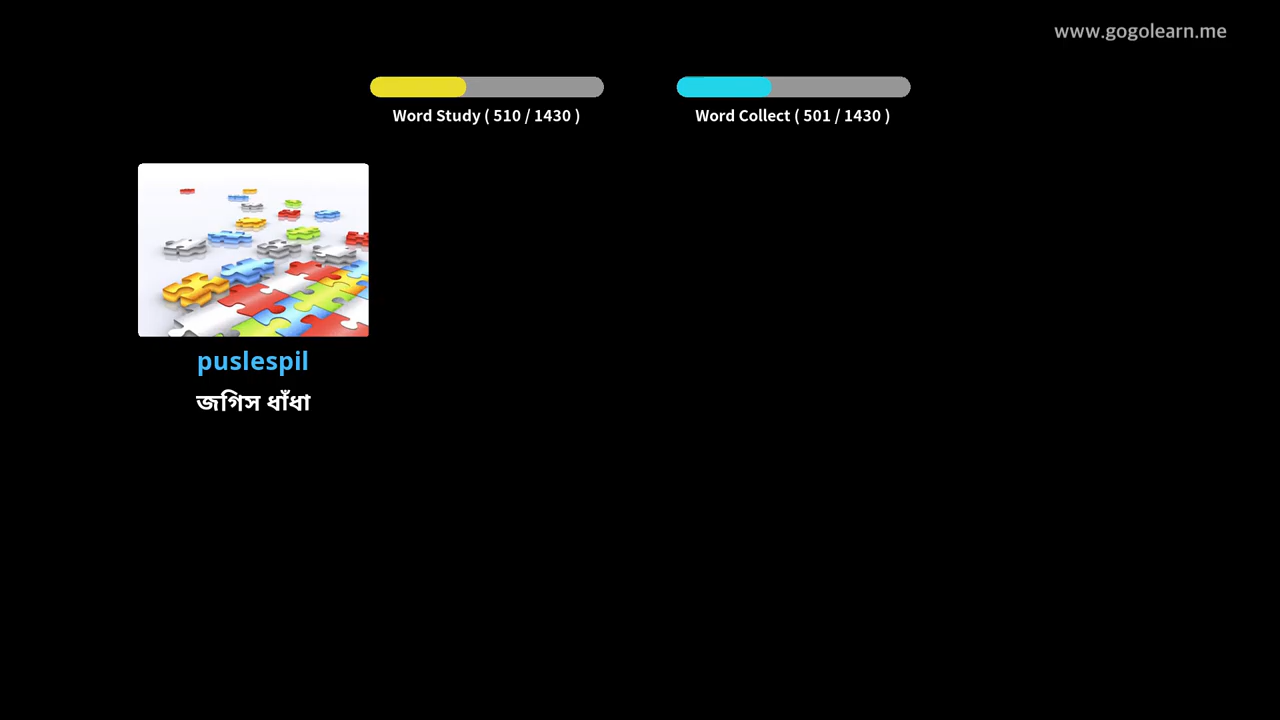 www.gogolearn.me
Word Study ( 510 / 1430 )
Word Collect ( 501 / 1430 )
puslespil
জগিস ধাঁধা